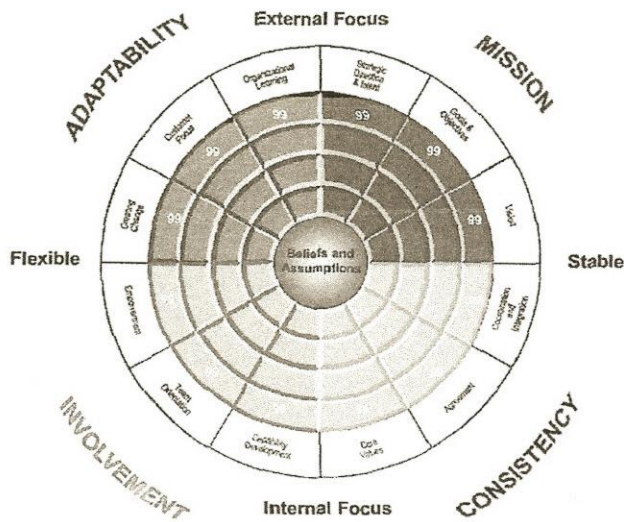 External Focus
ADAPTABILITY
MISSION
Organizational
Learning
Strategic
Direction
& Intent
Customer
Focus
Goals &
Objectives
Creating
Change
Vision
99
99
99
99
99
99
Flexible
Beliefs and
Assumptions
Stable
Empowerment
Coordination
and
Integration
Team
Orientation
Agreement
Capability
Development
Core
Values
INVOLVEMENT
CONSISTENCY
Internal Focus